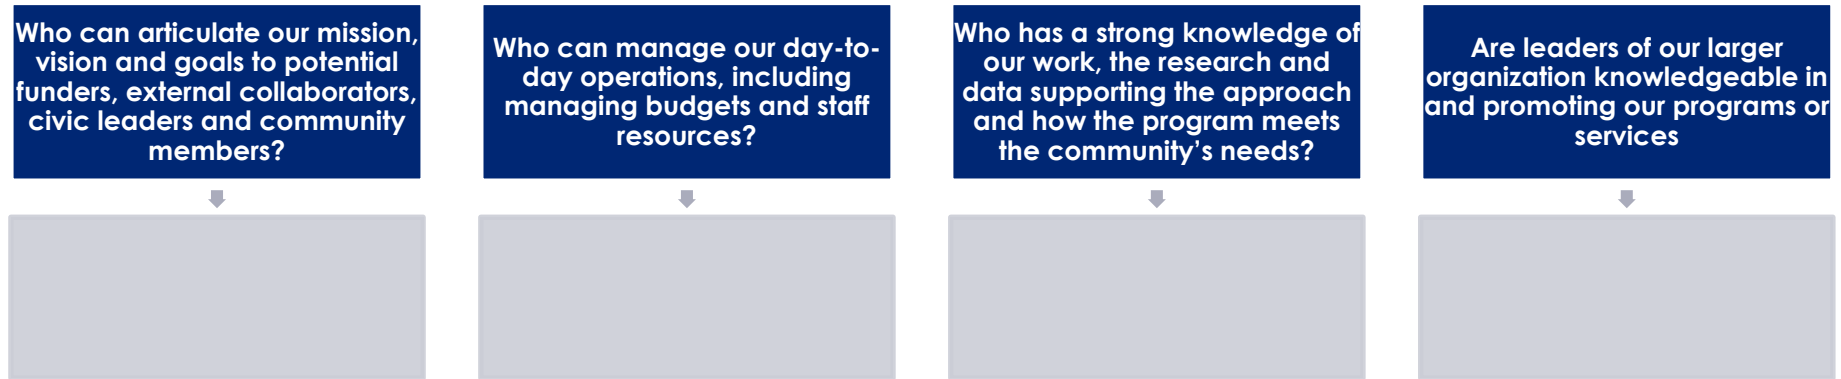 Who can articulate our mission,
vision and goals to potential
funders, external collaborators,
civic leaders and community
members?
Who can manage our day-to-
day operations, including
managing budgets and staff
resources?
Who has a strong knowledge of
our work, the research and
data supporting the approach
and how the program meets
the community’s needs?
Are leaders of our larger
organization knowledgeable in
and promoting our programs or
services